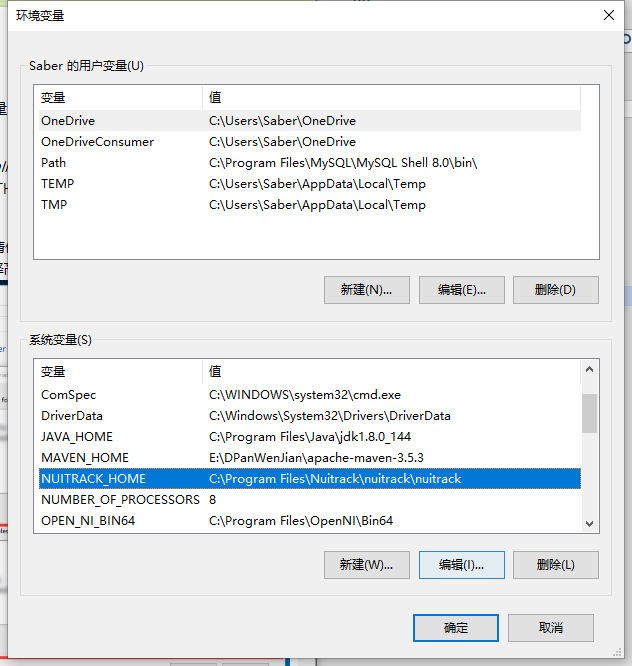 环境变量
Saber 的用户变量(U)
变量 值
OneDrive C:\Users\Saber\OneDrive
OneDriveConsumer C:\Users\Saber\OneDrive
Path C:\Program Files\MySQL\MySQL Shell 8.0\bin\
TEMP C:\Users\Saber\AppData\Local\Temp
TMP C:\Users\Saber\AppData\Local\Temp
新建(N)... 编辑(E)... 删除(D)
系统变量(S)
变量 值
ComSpec C:\WINDOWS\system32\cmd.exe
DriverData C:\Windows\System32\Drivers\DriverData
JAVA_HOME C:\Program Files\Java\jdk1.8.0_144
MAVEN_HOME E:\DPanWenJian\apache-maven-3.5.3
NUITRACK_HOME C:\Program Files\Nuitrack\nuitrack\nuitrack
NUMBER_OF_PROCESSORS 8
OPEN_NI_BIN64 C:\Program Files\OpenNI\Bin64
新建(W)... 编辑(I)... 删除(L)
确定 取消